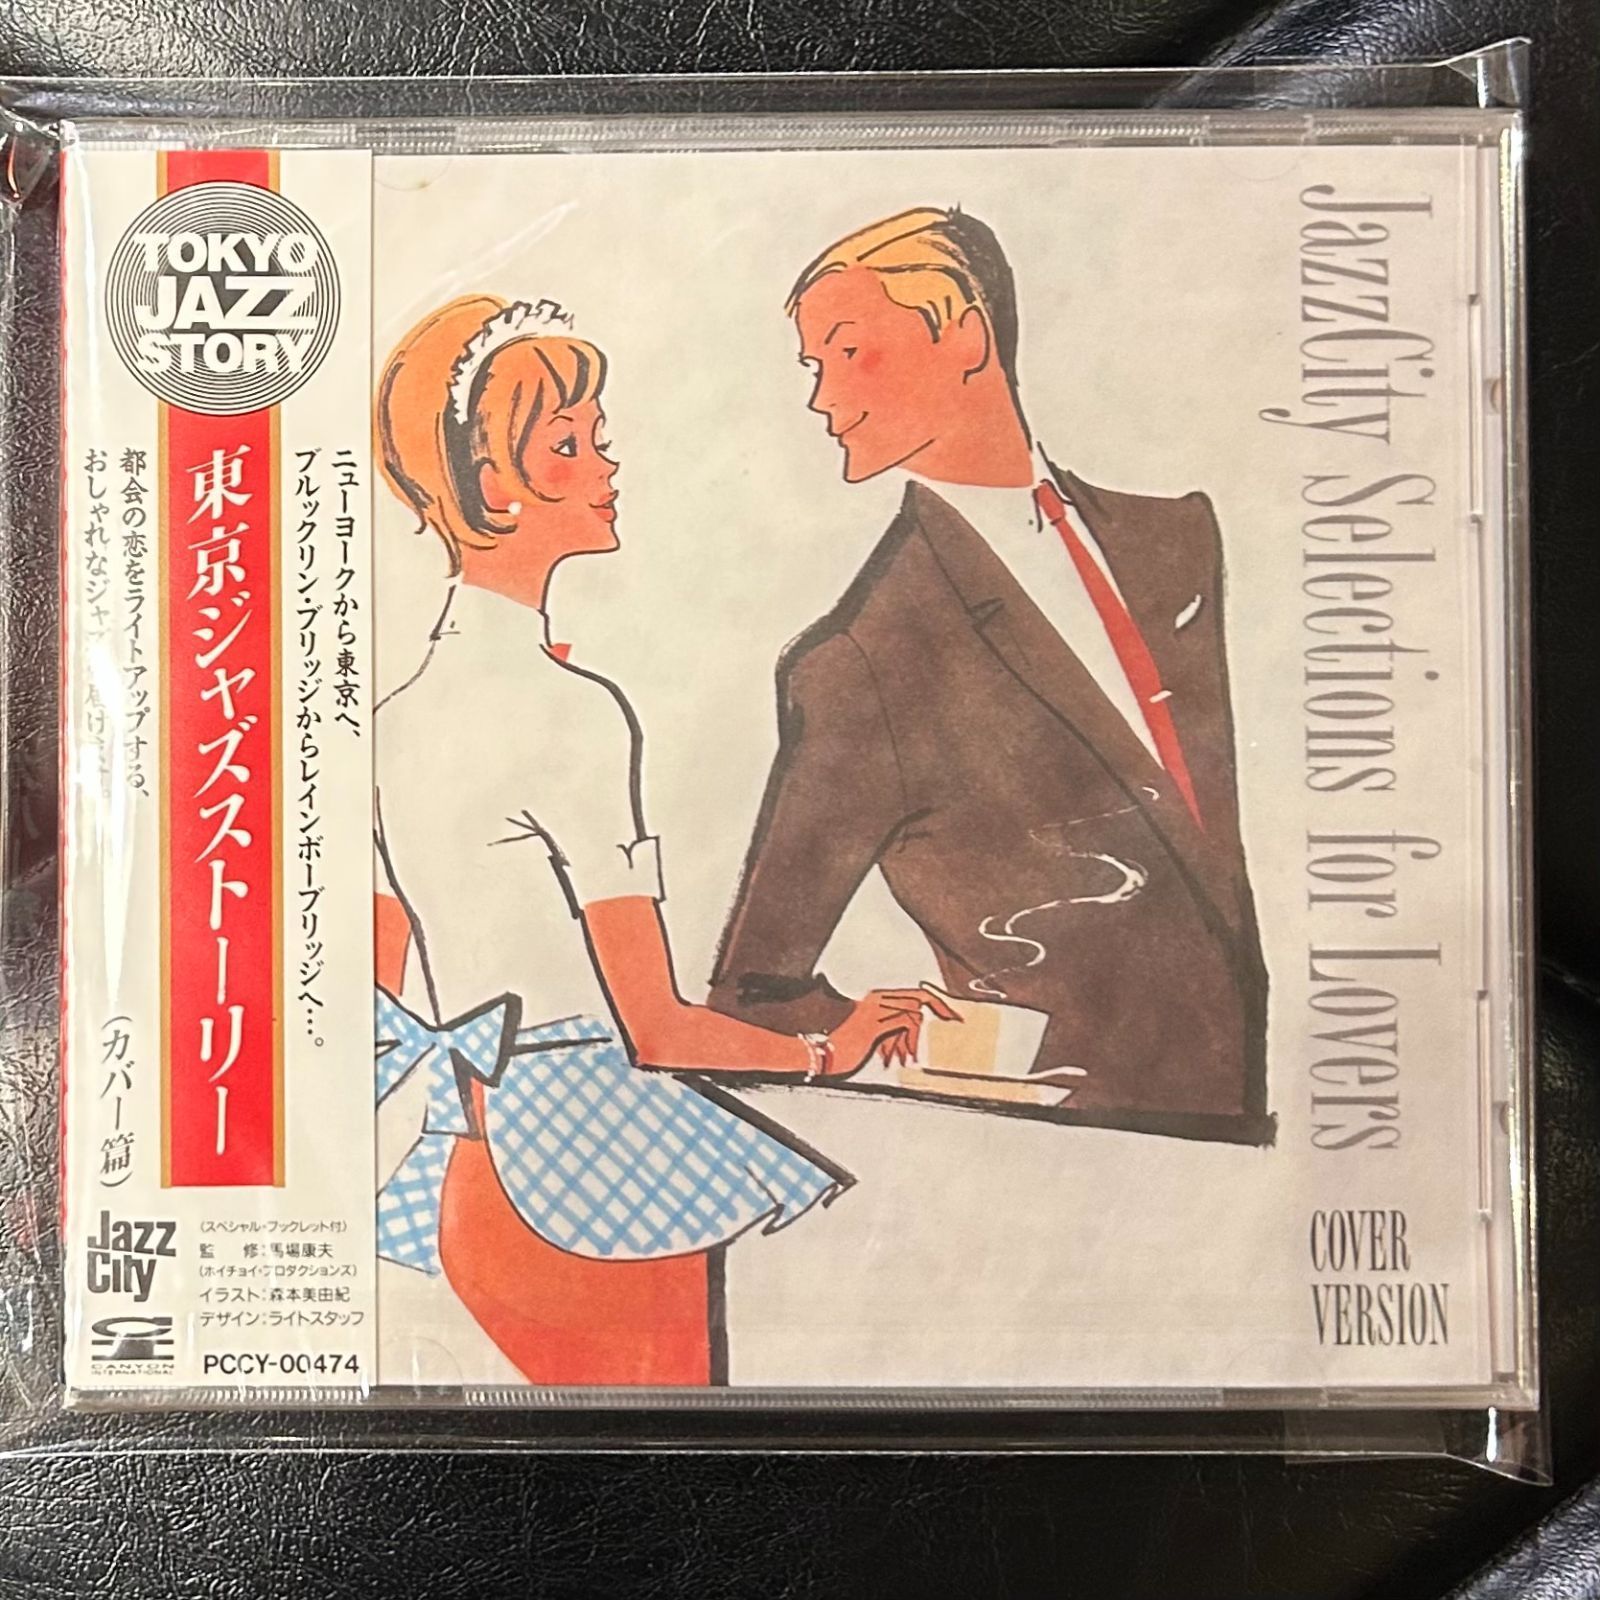 TOKYO
JAZZ
STORY
東京ジャズストーリー
(カバー篇)
ニューヨークから東京へ、
ブルックリン・ブリッジからレインボーブリッジへ…。
都会の恋をライトアップする、
おしゃれなジャズ
Jazz
City
CANYON
INTERNATIONAL
(スペシャル・ブックレット付)
監 修：馬場康夫
(ホイチョイ・プロダクションズ)
イラスト：森本美由紀
デザイン：ライトスタッフ
PCCY-00474
JazzCity Selections for Lovers
COVER
VERSION